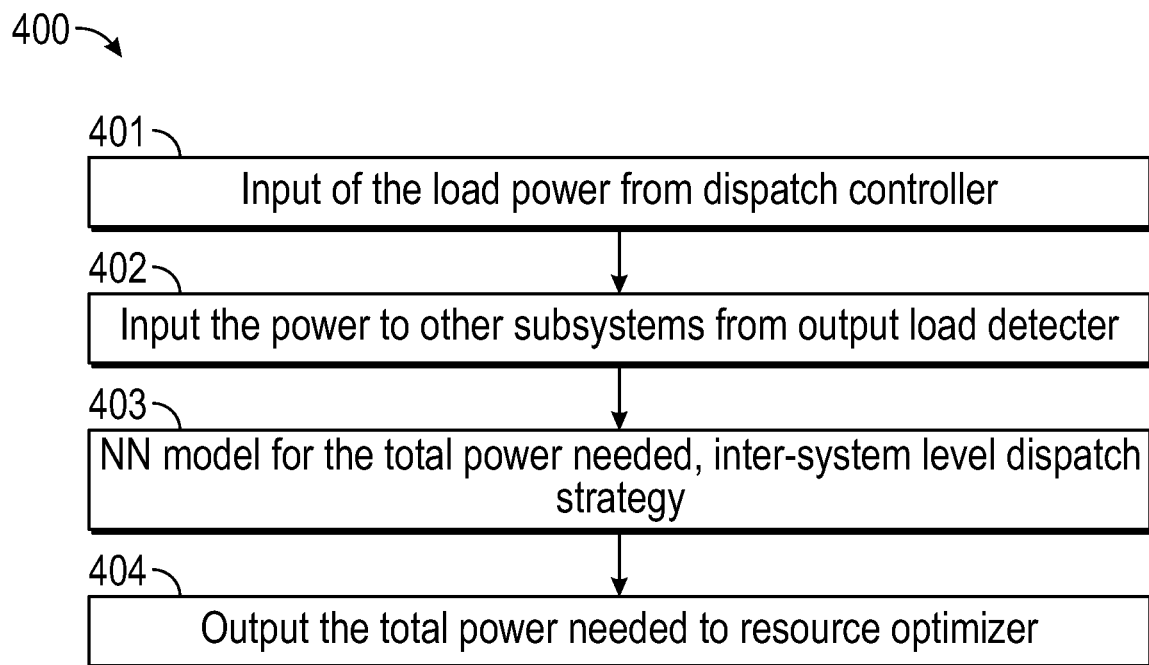 400
401
Input of the load power from dispatch controller
402
Input the power to other subsystems from output load detecter
403
NN model for the total power needed, inter-system level dispatch
strategy
404
Output the total power needed to resource optimizer